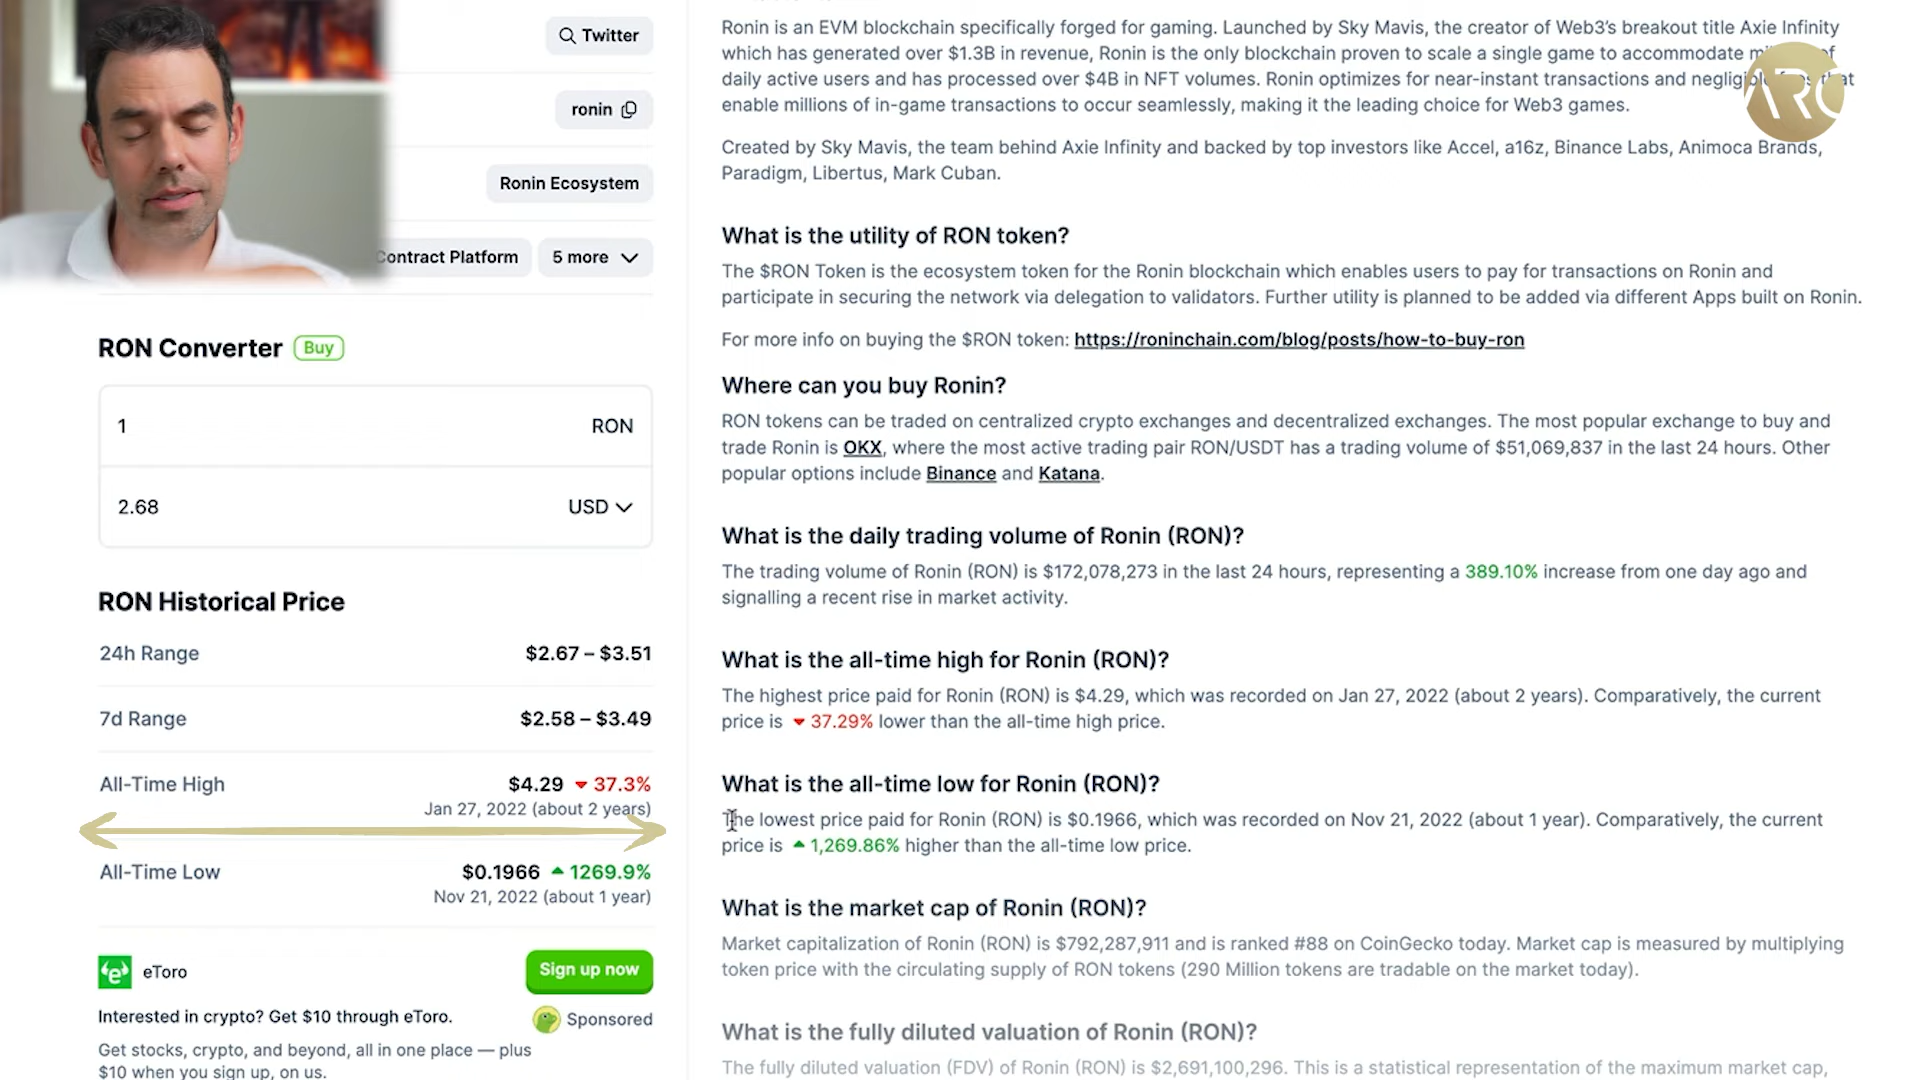 Twitter
ronin
Ronin Ecosystem
Contract Platform
5 more
RON Converter
Buy
1
RON
2.68
USD
RON Historical Price
24h Range
$2.67 – $3.51
7d Range
$2.58 – $3.49
All-Time High
$4.29 37.3%
Jan 27, 2022 (about 2 years)
All-Time Low
$0.1966 1269.9%
Nov 21, 2022 (about 1 year)
eToro
Sign up now
Interested in crypto? Get $10 through eToro.
Sponsored
Get stocks, crypto, and beyond, all in one place — plus
$10 when you sign up, on us.
Ronin is an EVM blockchain specifically forged for gaming. Launched by Sky Mavis, the creator of Web3's breakout title Axie Infinity
which has generated over $1.3B in revenue, Ronin is the only blockchain proven to scale a single game to accommodate of
daily active users and has processed over $4B in NFT volumes. Ronin optimizes for near-instant transactions and negligible fees that
enable millions of in-game transactions to occur seamlessly, making it the leading choice for Web3 games.
Created by Sky Mavis, the team behind Axie Infinity and backed by top investors like Accel, a16z, Binance Labs, Animoca Brands,
Paradigm, Libertus, Mark Cuban.
What is the utility of RON token?
The $RON Token is the ecosystem token for the Ronin blockchain which enables users to pay for transactions on Ronin and
participate in securing the network via delegation to validators. Further utility is planned to be added via different Apps built on Ronin.
For more info on buying the $RON token: https://roninchain.com/blog/posts/how-to-buy-ron
Where can you buy Ronin?
RON tokens can be traded on centralized crypto exchanges and decentralized exchanges. The most popular exchange to buy and
trade Ronin is OKX, where the most active trading pair RON/USDT has a trading volume of $51,069,837 in the last 24 hours. Other
popular options include Binance and Katana.
What is the daily trading volume of Ronin (RON)?
The trading volume of Ronin (RON) is $172,078,273 in the last 24 hours, representing a 389.10% increase from one day ago and
signalling a recent rise in market activity.
What is the all-time high for Ronin (RON)?
The highest price paid for Ronin (RON) is $4.29, which was recorded on Jan 27, 2022 (about 2 years). Comparatively, the current
price is 37.29% lower than the all-time high price.
What is the all-time low for Ronin (RON)?
The lowest price paid for Ronin (RON) is $0.1966, which was recorded on Nov 21, 2022 (about 1 year). Comparatively, the current
price is 1,269.86% higher than the all-time low price.
What is the market cap of Ronin (RON)?
Market capitalization of Ronin (RON) is $792,287,911 and is ranked #88 on CoinGecko today. Market cap is measured by multiplying
token price with the circulating supply of RON tokens (290 Million tokens are tradable on the market today).
What is the fully diluted valuation of Ronin (RON)?
The fully diluted valuation (FDV) of Ronin (RON) is $2,691,100,296. This is a statistical representation of the maximum market cap,